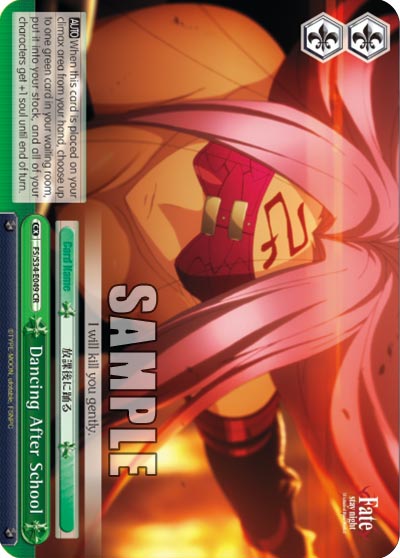 [AUTO] When this card is placed on your
climax area from your hand, choose up
to one green card in your waiting room,
put it into your stock, and all of your
characters get +1 soul until end of turn.
CX
FS/S34-E049 CR
Dancing After School
Card Name
放課後に踊る
I will kill you gently.
SAMPLE
Fate
stay night
©TYPE-MOON, ufotable, FSNPC